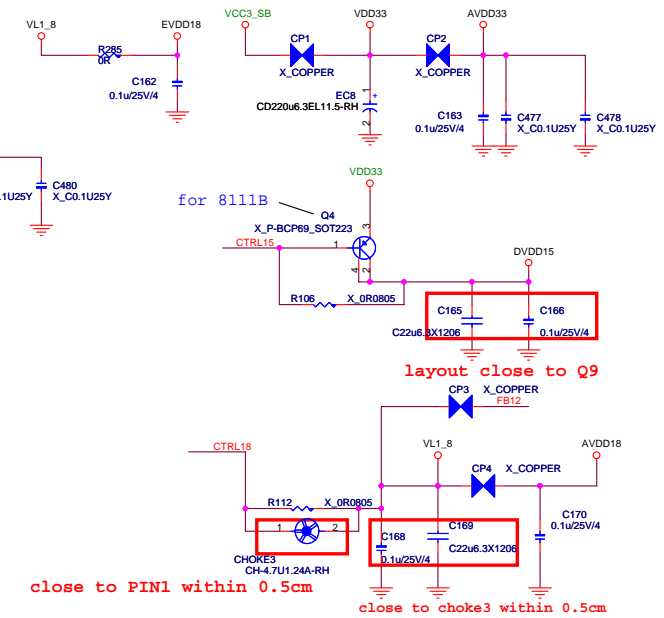 VL1_8
EVDD18
R285
0R
C162
0.1u/25V/4
VCC3_SB
VDD33
AVDD33
CP1
X_COPPER
CP2
X_COPPER
1
+
EC8
CD220u6.3EL11.5-RH
2
C163
0.1u/25V/4
C477
X_C0.1U25Y
C478
X_C0.1U25Y
C480
X_C0.1U25Y
.1U25Y
VDD33
for 8111B
Q4
X_P-BCP69_SOT223
3
CTRL15
1
4
2
R106
X_0R0805
DVDD15
C165
C22u6.3X1206
C166
0.1u/25V/4
layout close to Q9
CP3
X_COPPER
FB12
CTRL18
VL1_8
AVDD18
CP4
X_COPPER
R112
X_0R0805
1
2
CHOKE3
CH-4.7U1.24A-RH
C168
0.1u/25V/4
C169
C22u6.3X1206
C170
0.1u/25V/4
close to PIN1 within 0.5cm
close to choke3 within 0.5cm